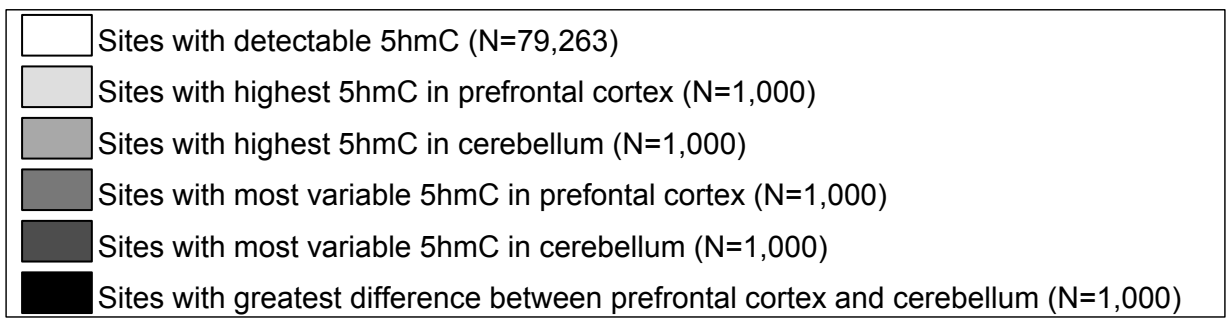 Sites with detectable 5hmC (N=79,263)
Sites with highest 5hmC in prefrontal cortex (N=1,000)
Sites with highest 5hmC in cerebellum (N=1,000)
Sites with most variable 5hmC in prefontal cortex (N=1,000)
Sites with most variable 5hmC in cerebellum (N=1,000)
Sites with greatest difference between prefrontal cortex and cerebellum (N=1,000)